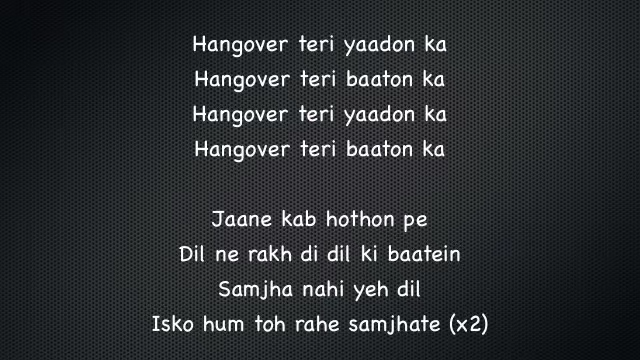 Hangover teri yaadon ka
Hangover teri baaton ka
Hangover teri yaadon ka
Hangover teri baaton ka
Jaane kab hothon pe
Dil ne rakh di dil ki baatein
Samjha nahi yeh dil
Isko hum toh rahe samjhate (x2)